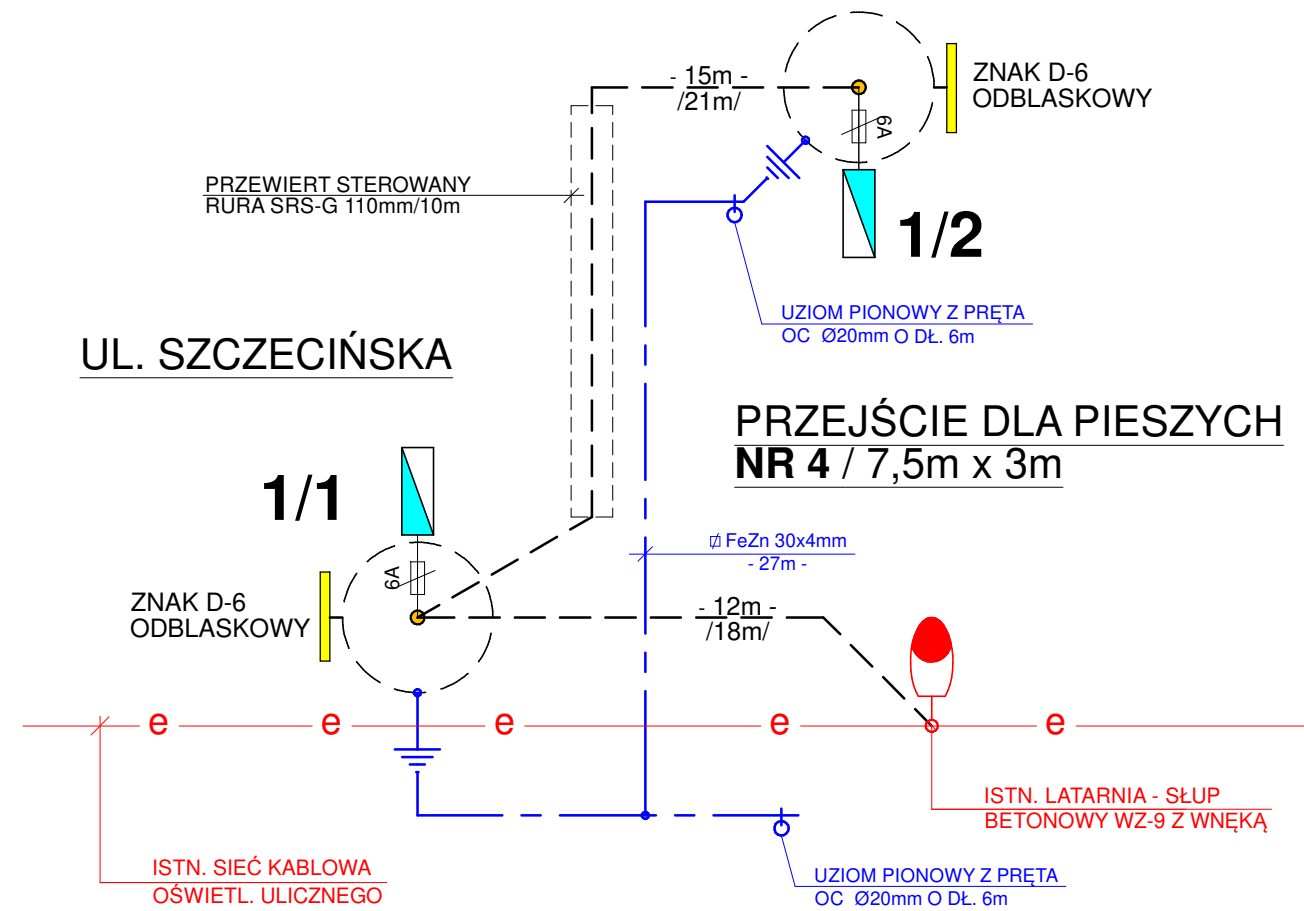 - 15m -
/21m/
ZNAK D-6
ODBLASKOWY
6A
PRZEWIERT STEROWANY
RURA SRS-G 110mm/10m
1/2
UZIOM PIONOWY Z PRĘTA
OC Ø20mm O DŁ. 6m
UL. SZCZECIŃSKA
PRZEJŚCIE DLA PIESZYCH
NR 4 / 7,5m x 3m
1/1
FeZn 30x4mm
- 27m -
6A
ZNAK D-6
ODBLASKOWY
- 12m -
/18m/
e e e e e
ISTN. LATARNIA - SŁUP
BETONOWY WZ-9 Z WNĘKĄ
ISTN. SIEĆ KABLOWA
OŚWIETL. ULICZNEGO
UZIOM PIONOWY Z PRĘTA
OC Ø20mm O DŁ. 6m